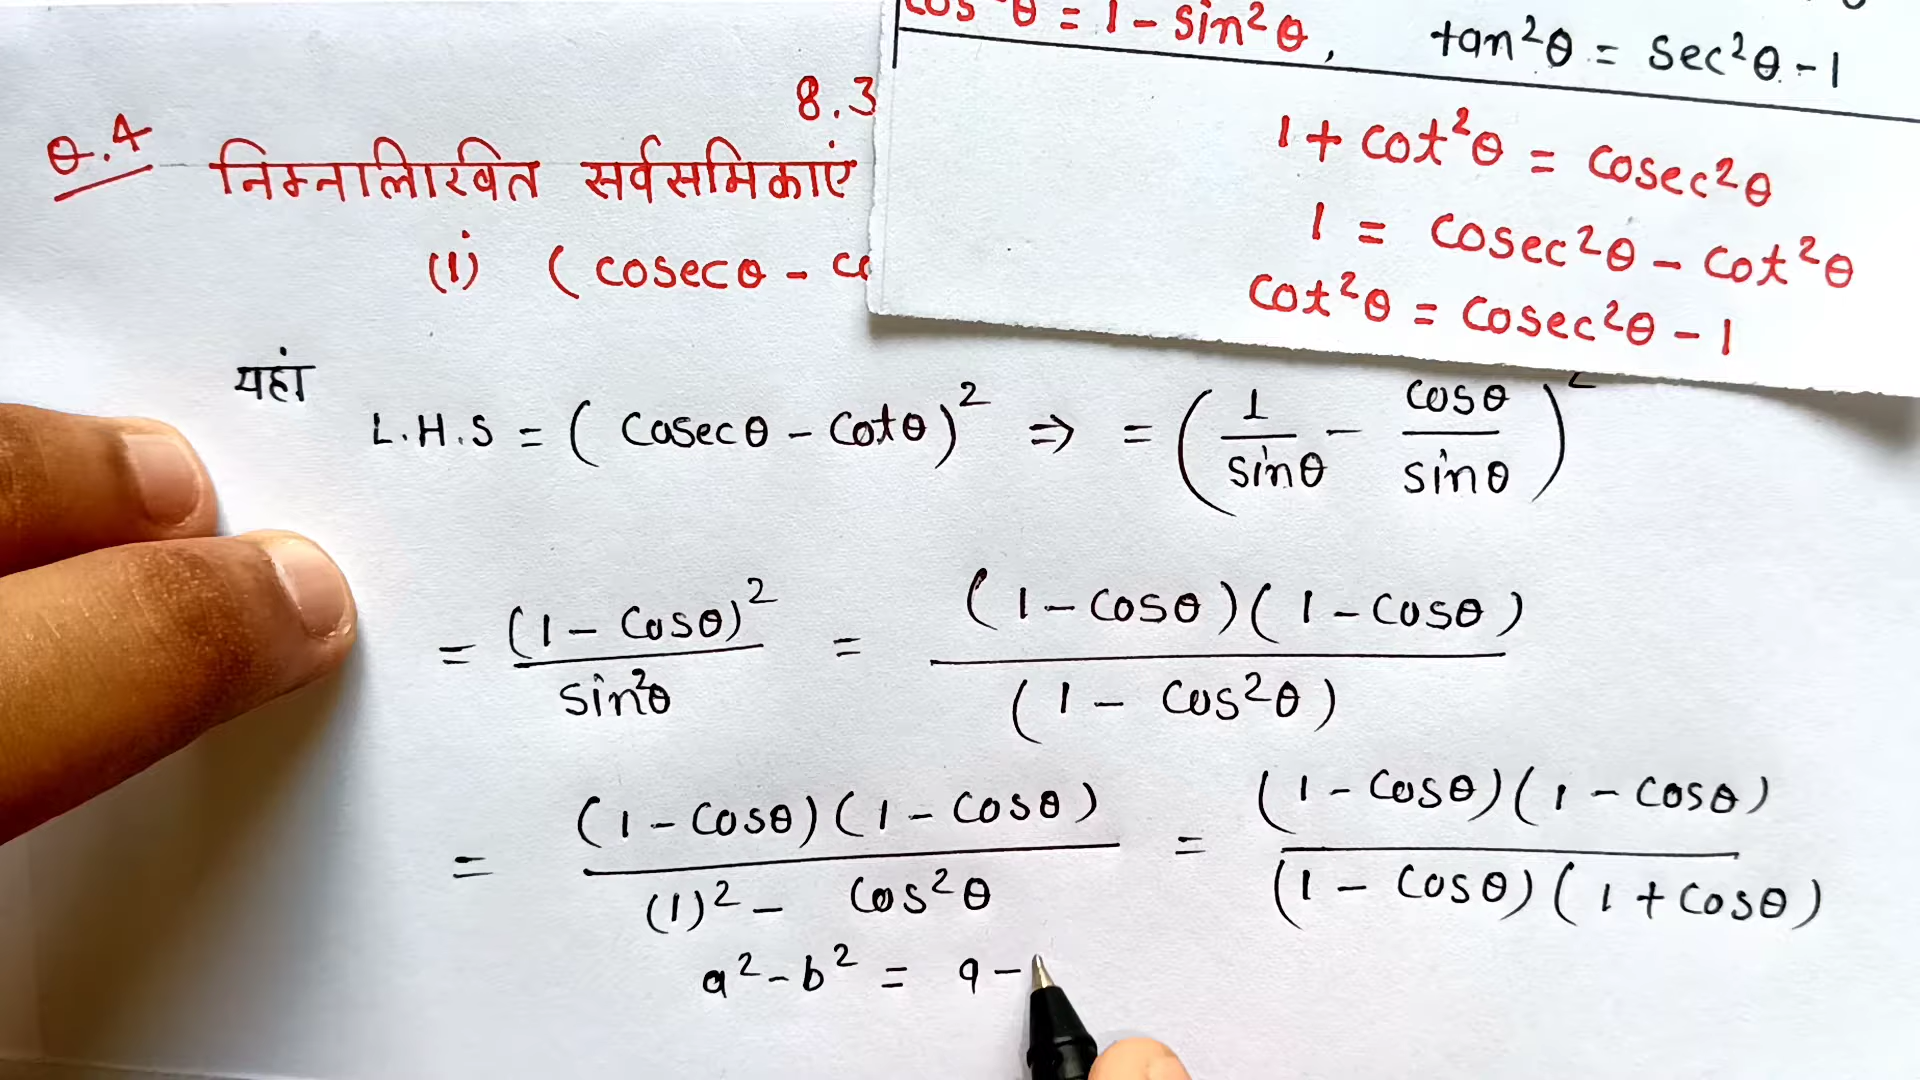 cos²θ = 1 - sin²θ, tan²θ = sec²θ - 1
1 + cot²θ = cosec²θ
1 = cosec²θ - cot²θ
cot²θ = cosec²θ - 1
8.3
Q.4 निम्नालिखित सर्वसमिकाएं
(i) (cosecθ - co
यहां
L.H.S = (cosecθ - cotθ)² ⇒ = (1/sinθ - cosθ/sinθ)²
= (1 - cosθ)²/sin²θ = (1 - cosθ)(1 - cosθ)/(1 - cos²θ)
= (1 - cosθ)(1 - cosθ)/(1)² - cos²θ = (1 - cosθ)(1 - cosθ)/(1 - cosθ)(1 + cosθ)
a² - b² = a -